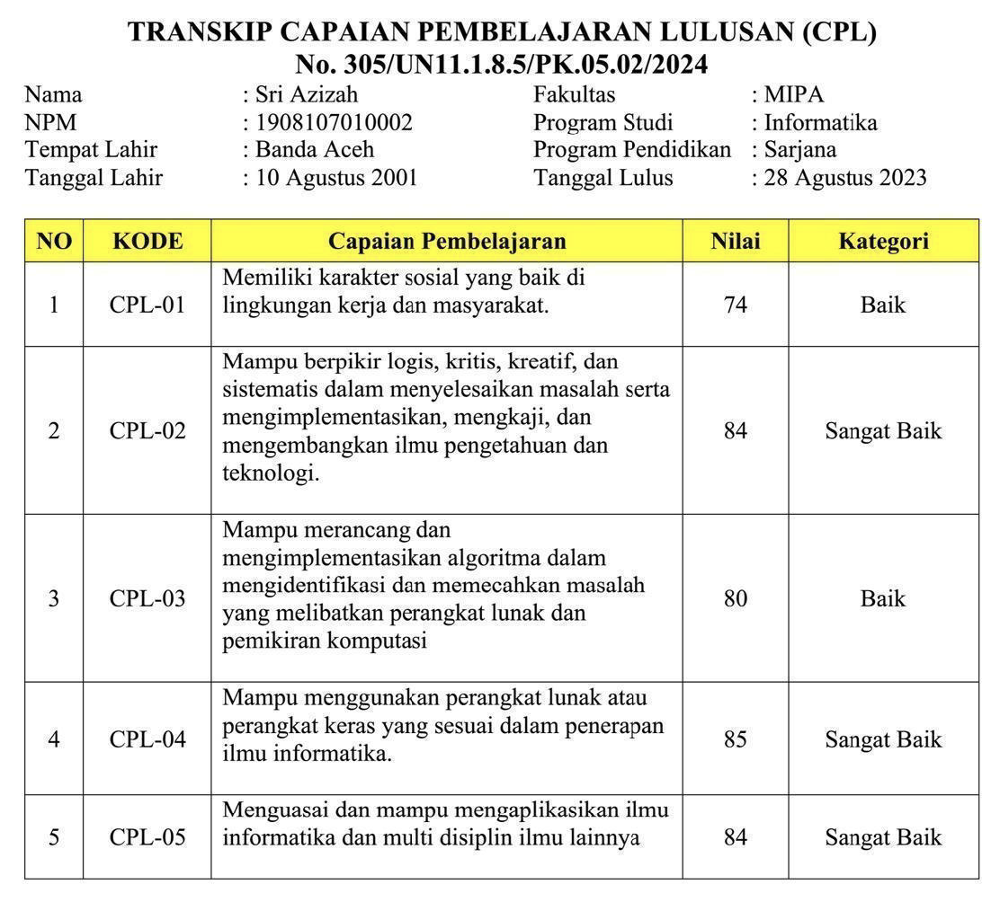 TRANSKIP CAPAIAN PEMBELAJARAN LULUSAN (CPL)
No. 305/UN11.1.8.5/PK.05.02/2024
Nama : Sri Azizah Fakultas : MIPA
NPM : 1908107010002 Program Studi : Informatika
Tempat Lahir : Banda Aceh Program Pendidikan : Sarjana
Tanggal Lahir : 10 Agustus 2001 Tanggal Lulus : 28 Agustus 2023
NO KODE Capaian Pembelajaran Nilai Kategori
Memiliki karakter sosial yang baik di
1 CPL-01 lingkungan kerja dan masyarakat. 74 Baik
Mampu berpikir logis, kritis, kreatif, dan
sistematis dalam menyelesaikan masalah serta
mengimplementasikan, mengkaji, dan
2 CPL-02 84 Sangat Baik
mengembangkan ilmu pengetahuan dan
teknologi.
Mampu merancang dan
mengimplementasikan algoritma dalam
mengidentifikasi dan memecahkan masalah
3 CPL-03 80 Baik
yang melibatkan perangkat lunak dan
pemikiran komputasi
Mampu menggunakan perangkat lunak atau
perangkat keras yang sesuai dalam penerapan
4 CPL-04 85 Sangat Baik
ilmu informatika.
Menguasai dan mampu mengaplikasikan ilmu
5 CPL-05 informatika dan multi disiplin ilmu lainnya 84 Sangat Baik